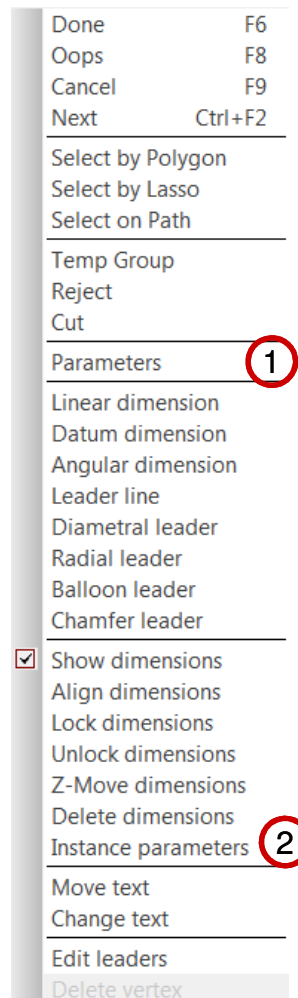 Done F6
Oops F8
Cancel F9
Next Ctrl+F2
Select by Polygon
Select by Lasso
Select on Path
Temp Group
Reject
Cut
Parameters 1
Linear dimension
Datum dimension
Angular dimension
Leader line
Diametral leader
Radial leader
Balloon leader
Chamfer leader
Show dimensions
Align dimensions
Lock dimensions
Unlock dimensions
Z-Move dimensions
Delete dimensions
Instance parameters 2
Move text
Change text
Edit leaders
Delete vertex